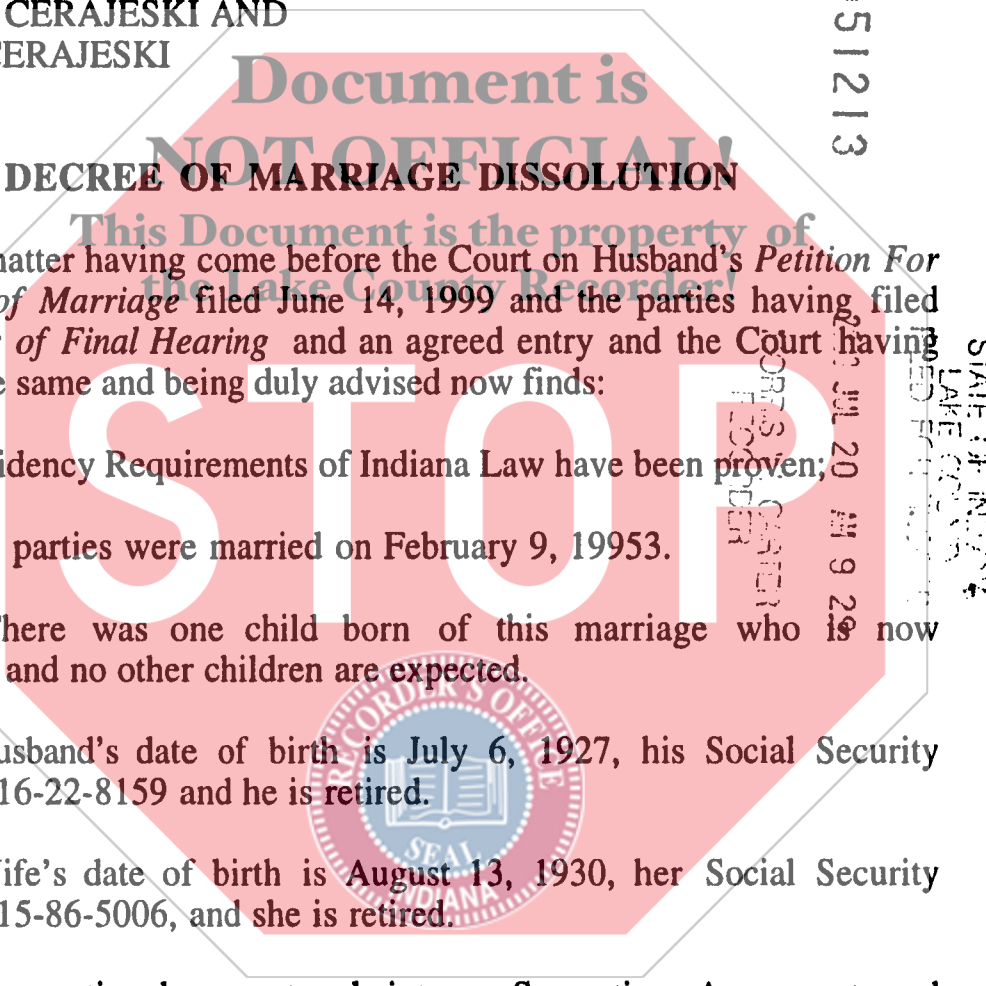 CERAJESKI AND
CERAJESKI
51213
Document is
NOT OFFICIAL!
DECREE OF MARRIAGE DISSOLUTION
This Document is the property of
the Lake County Recorder!
matter having come before the Court on Husband's Petition For
of Marriage filed June 14, 1999 and the parties having filed
of Final Hearing and an agreed entry and the Court having
same and being duly advised now finds:
idency Requirements of Indiana Law have been proven;
parties were married on February 9, 19953.
STOP
There was one child born of this marriage who is now
and no other children are expected.
usband's date of birth is July 6, 1927, his Social Security
16-22-8159 and he is retired.
Wife's date of birth is August 13, 1930, her Social Security
15-86-5006, and she is retired.
RECORDER'S OFFICE
SEAL
INDIANA
JUL 20 AM 9 29
RECORDER